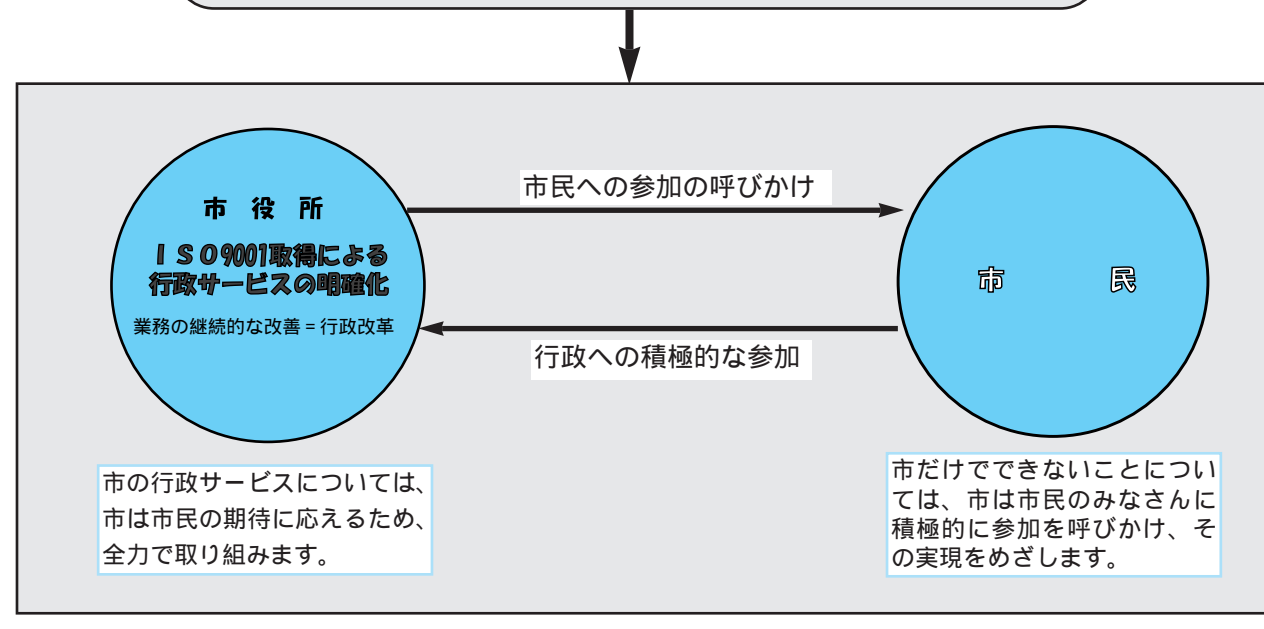 市民への参加の呼びかけ
市 役 所
ＩＳＯ9001取得による
行政サービスの明確化
業務の継続的な改善 = 行政改革
市 民
行政への積極的な参加
市の行政サービスについては、
市は市民の期待に応えるため、
全力で取り組みます。
市だけでできないことについ
ては、市は市民のみなさんに
積極的に参加を呼びかけ、そ
の実現をめざします。